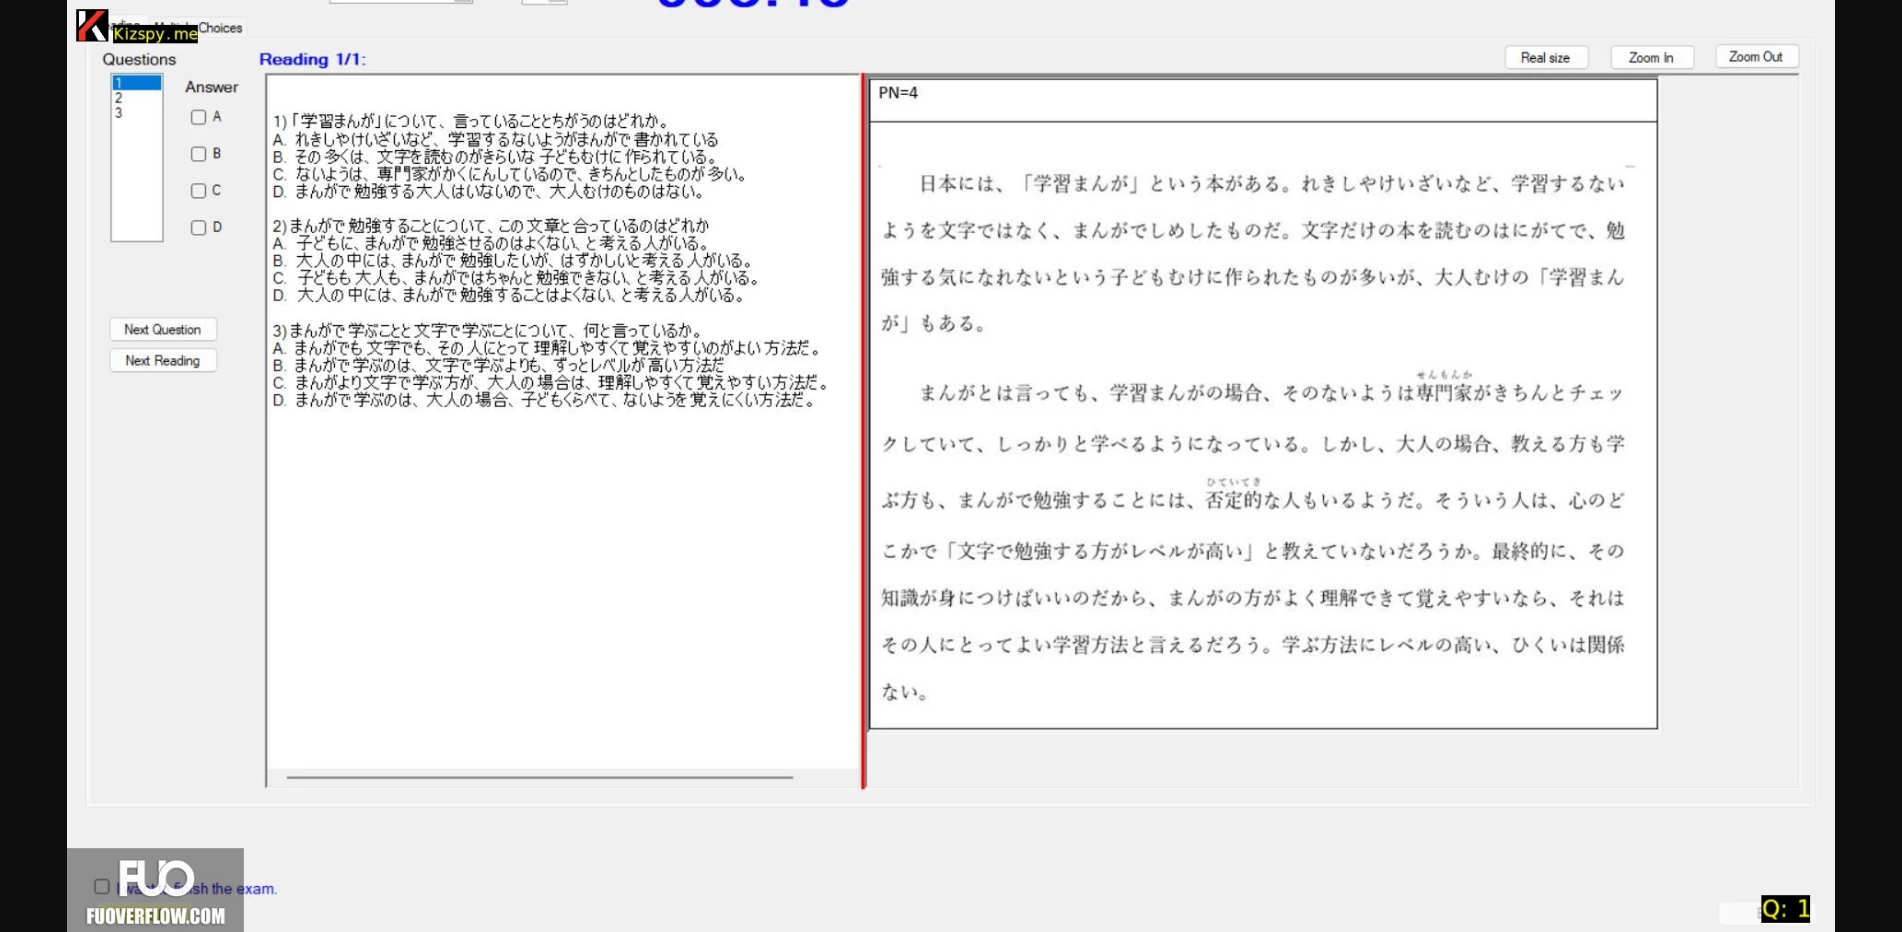 Kizspy.me
Choices
Questions
Reading 1/1:
Real size
Zoom In
Zoom Out
1
2
3
Answer
A
B
C
D
Next Question
Next Reading
1)「学習まんが」について、言っていることとちがうのはどれか。
A. れきしやけいざいなど、学習するないようがまんがで書かれている
B. その多くは、文字を読むのがきらいな子どもむけに作られている。
C. ないようは、専門家がかくにんしているので、きちんとしたものが多い。
D. まんがで勉強する大人はいないので、大人むけのものはない。
2)まんがで勉強することについて、この文章と合っているのはどれか
A. 子どもに、まんがで勉強させるのはよくない、と考える人がいる。
B. 大人の中には、まんがで勉強したいが、はずかしいと考える人がいる。
C. 子どもも大人も、まんがではちゃんと勉強できない、と考える人がいる。
D. 大人の中には、まんがで勉強することはよくない、と考える人がいる。
3)まんがで学ぶことと文字で学ぶことについて、何と言っているか。
A. まんがでも文字でも、その人にとって理解しやすくて覚えやすいのがよい方法だ。
B. まんがで学ぶのは、文字で学ぶよりも、ずっとレベルが高い方法だ
C. まんがより文字で学ぶ方が、大人の場合は、理解しやすくて覚えやすい方法だ。
D. まんがで学ぶのは、大人の場合、子どもくらべて、ないようを覚えにくい方法だ。
PN=4
日本には、「学習まんが」という本がある。れきしやけいざいなど、学習するない
ようを文字ではなく、まんがでしめしたものだ。文字だけの本を読むのはにがてで、勉
強する気になれないという子どもむけに作られたものが多いが、大人むけの「学習まん
が」もある。
せんもんか
まんがとは言っても、学習まんがの場合、そのないようは専門家がきちんとチェッ
クしていて、しっかりと学べるようになっている。しかし、大人の場合、教える方も学
ひていてき
ぶ方も、まんがで勉強することには、否定的な人もいるようだ。そういう人は、心のど
こかで「文字で勉強する方がレベルが高い」と教えていないだろうか。最終的に、その
知識が身につけばいいのだから、まんがの方がよく理解できて覚えやすいなら、それは
その人にとってよい学習方法と言えるだろう。学ぶ方法にレベルの高い、ひくいは関係
ない。
the exam.
FUO
FUOVERFLOW.COM
Q: 1